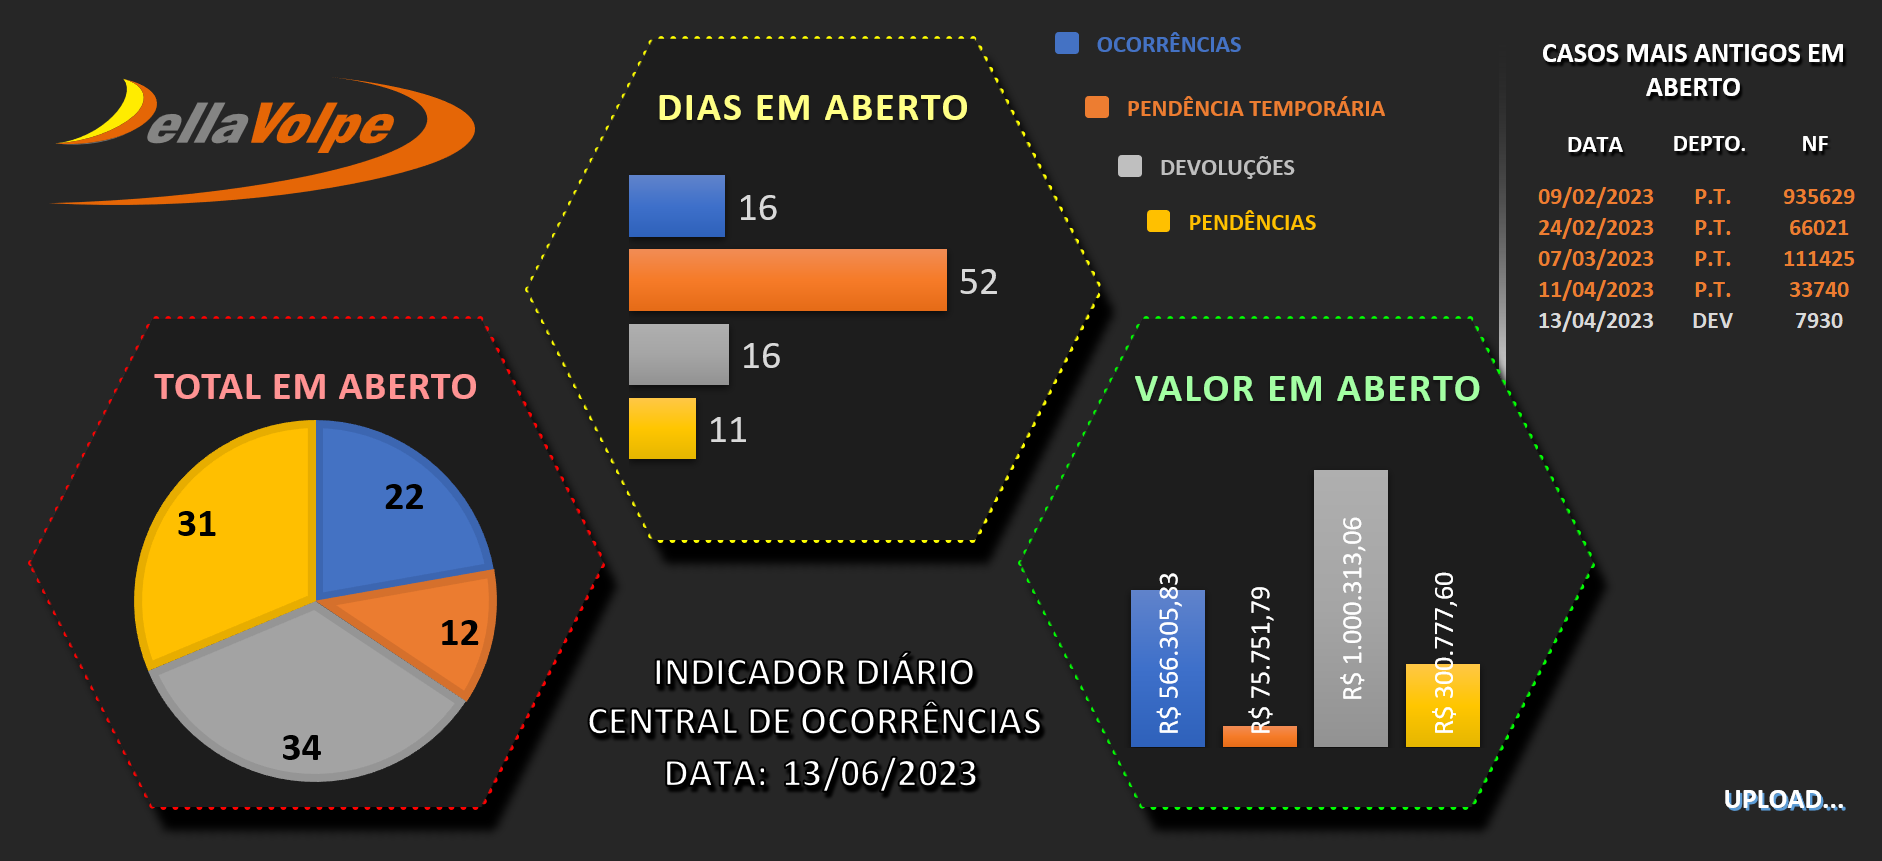 DellaVolpe
DIAS EM ABERTO
16
52
16
11
OCORRÊNCIAS
PENDÊNCIA TEMPORÁRIA
DEVOLUÇÕES
PENDÊNCIAS
CASOS MAIS ANTIGOS EM
ABERTO
DATA DEPTO. NF
09/02/2023 P.T. 935629
24/02/2023 P.T. 66021
07/03/2023 P.T. 111425
11/04/2023 P.T. 33740
13/04/2023 DEV 7930
TOTAL EM ABERTO
22
12
34
31
INDICADOR DIÁRIO
CENTRAL DE OCORRÊNCIAS
DATA: 13/06/2023
VALOR EM ABERTO
R$ 566.305,83
R$ 75.751,79
R$ 1.000.313,06
R$ 300.777,60
UPLOAD...